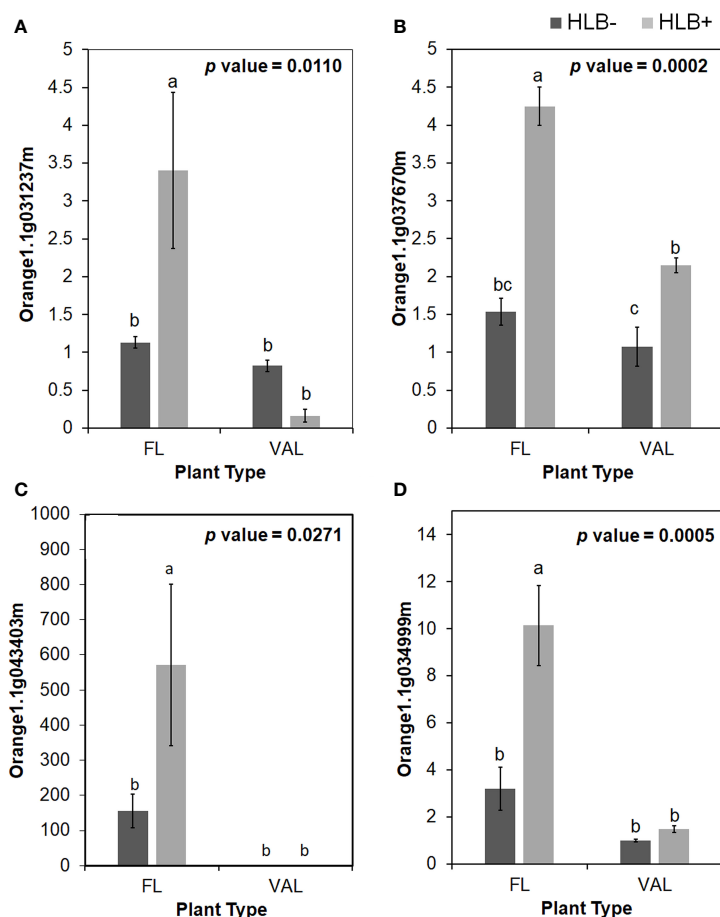 HLB- HLB+
A
p value = 0.0110
Orange1.1g031237m
5
4.5
4
3.5
3
2.5
2
1.5
1
0.5
0
b
a
b
b
FL VAL
Plant Type
B
p value = 0.0002
Orange1.1g037670m
5
4.5
4
3.5
3
2.5
2
1.5
1
0.5
0
bc
a
c
b
FL VAL
Plant Type
C
p value = 0.0271
Orange1.1g043403m
1000
900
800
700
600
500
400
300
200
100
0
b
a
b
b
FL VAL
Plant Type
D
p value = 0.0005
Orange1.1g034999m
14
12
10
8
6
4
2
0
b
a
b
b
FL VAL
Plant Type